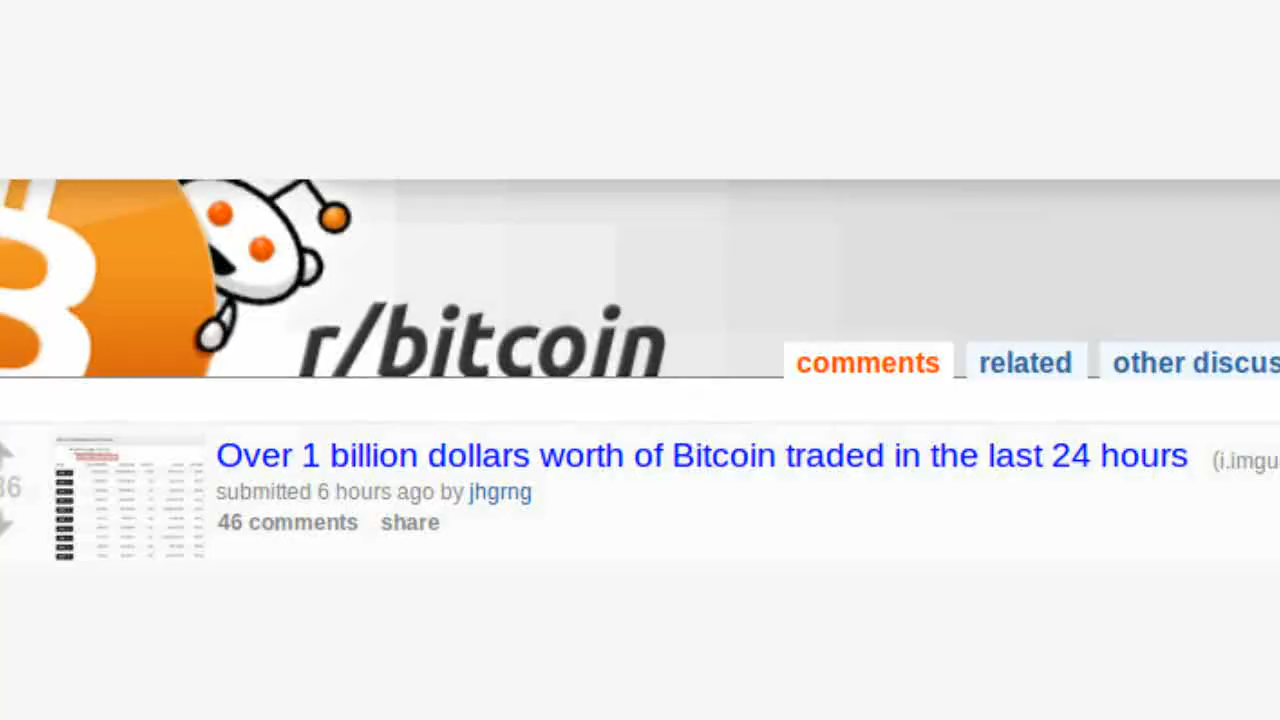 r/bitcoin
comments related other discus
Over 1 billion dollars worth of Bitcoin traded in the last 24 hours (i.imgu
submitted 6 hours ago by jhgrng
46 comments share